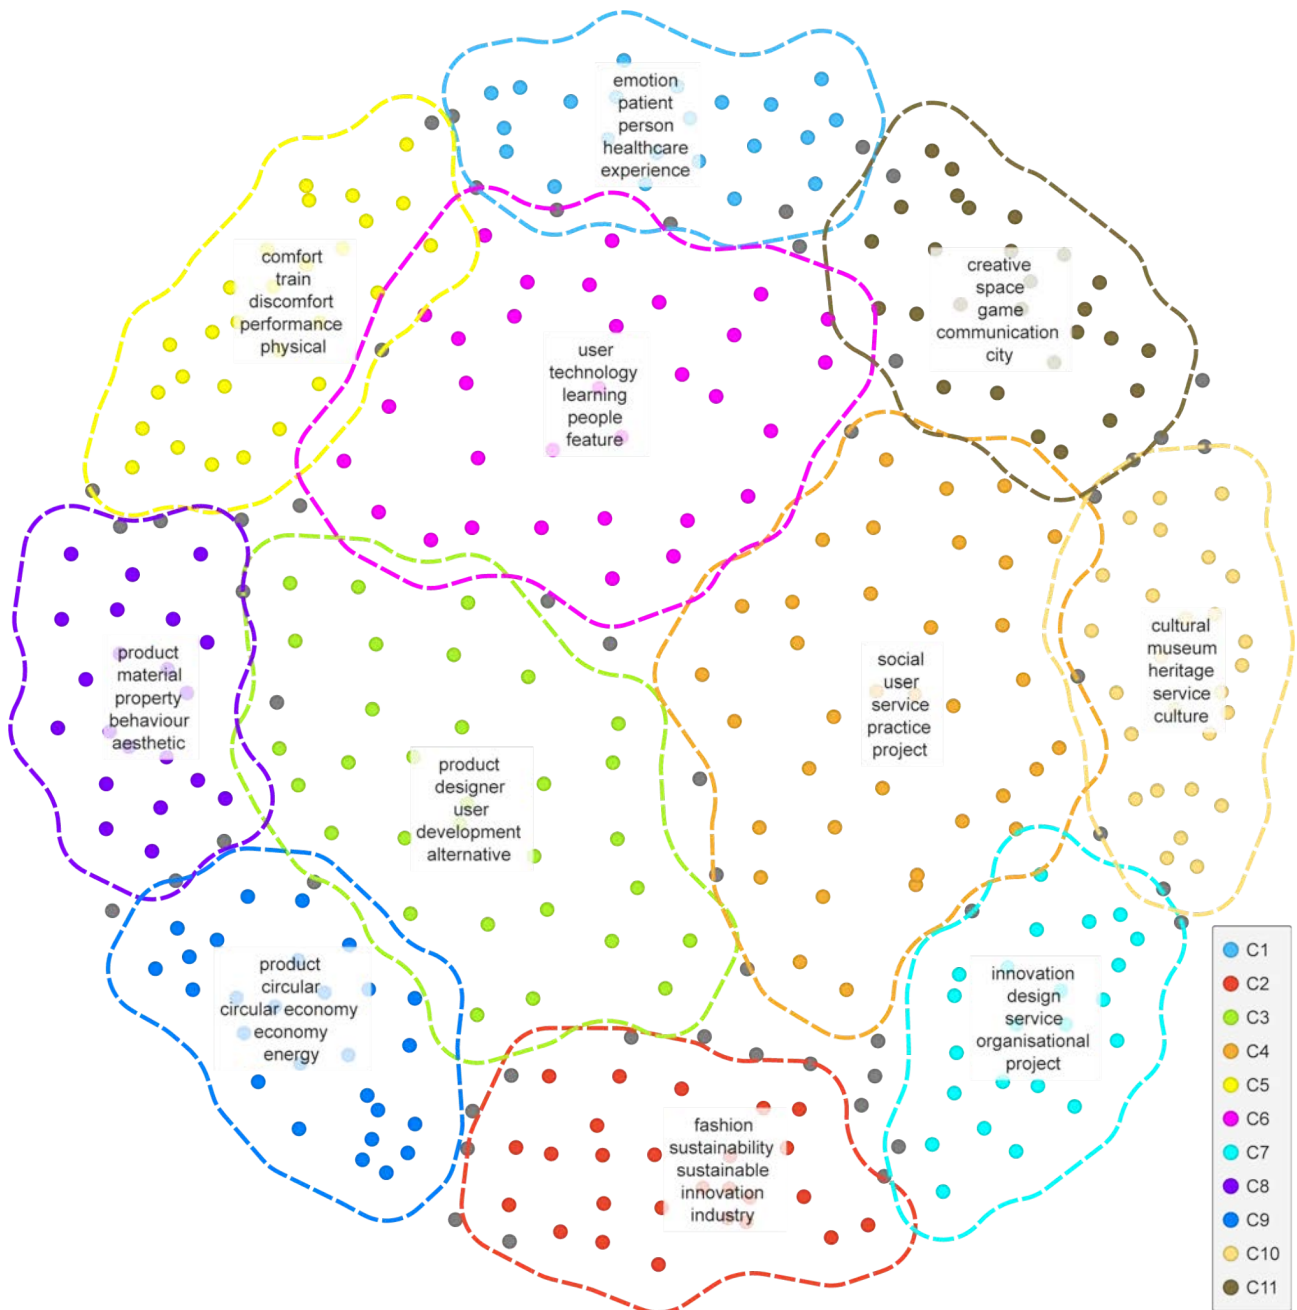 emotion
patient
person
healthcare
experience
comfort
train
discomfort
performance
physical
creative
space
game
communication
city
user
technology
learning
people
feature
product
material
property
behaviour
aesthetic
cultural
museum
heritage
service
culture
social
user
service
practice
project
product
designer
user
development
alternative
product
circular
circular economy
economy
energy
innovation
design
service
organisational
project
fashion
sustainability
sustainable
innovation
industry
C1
C2
C3
C4
C5
C6
C7
C8
C9
C10
C11